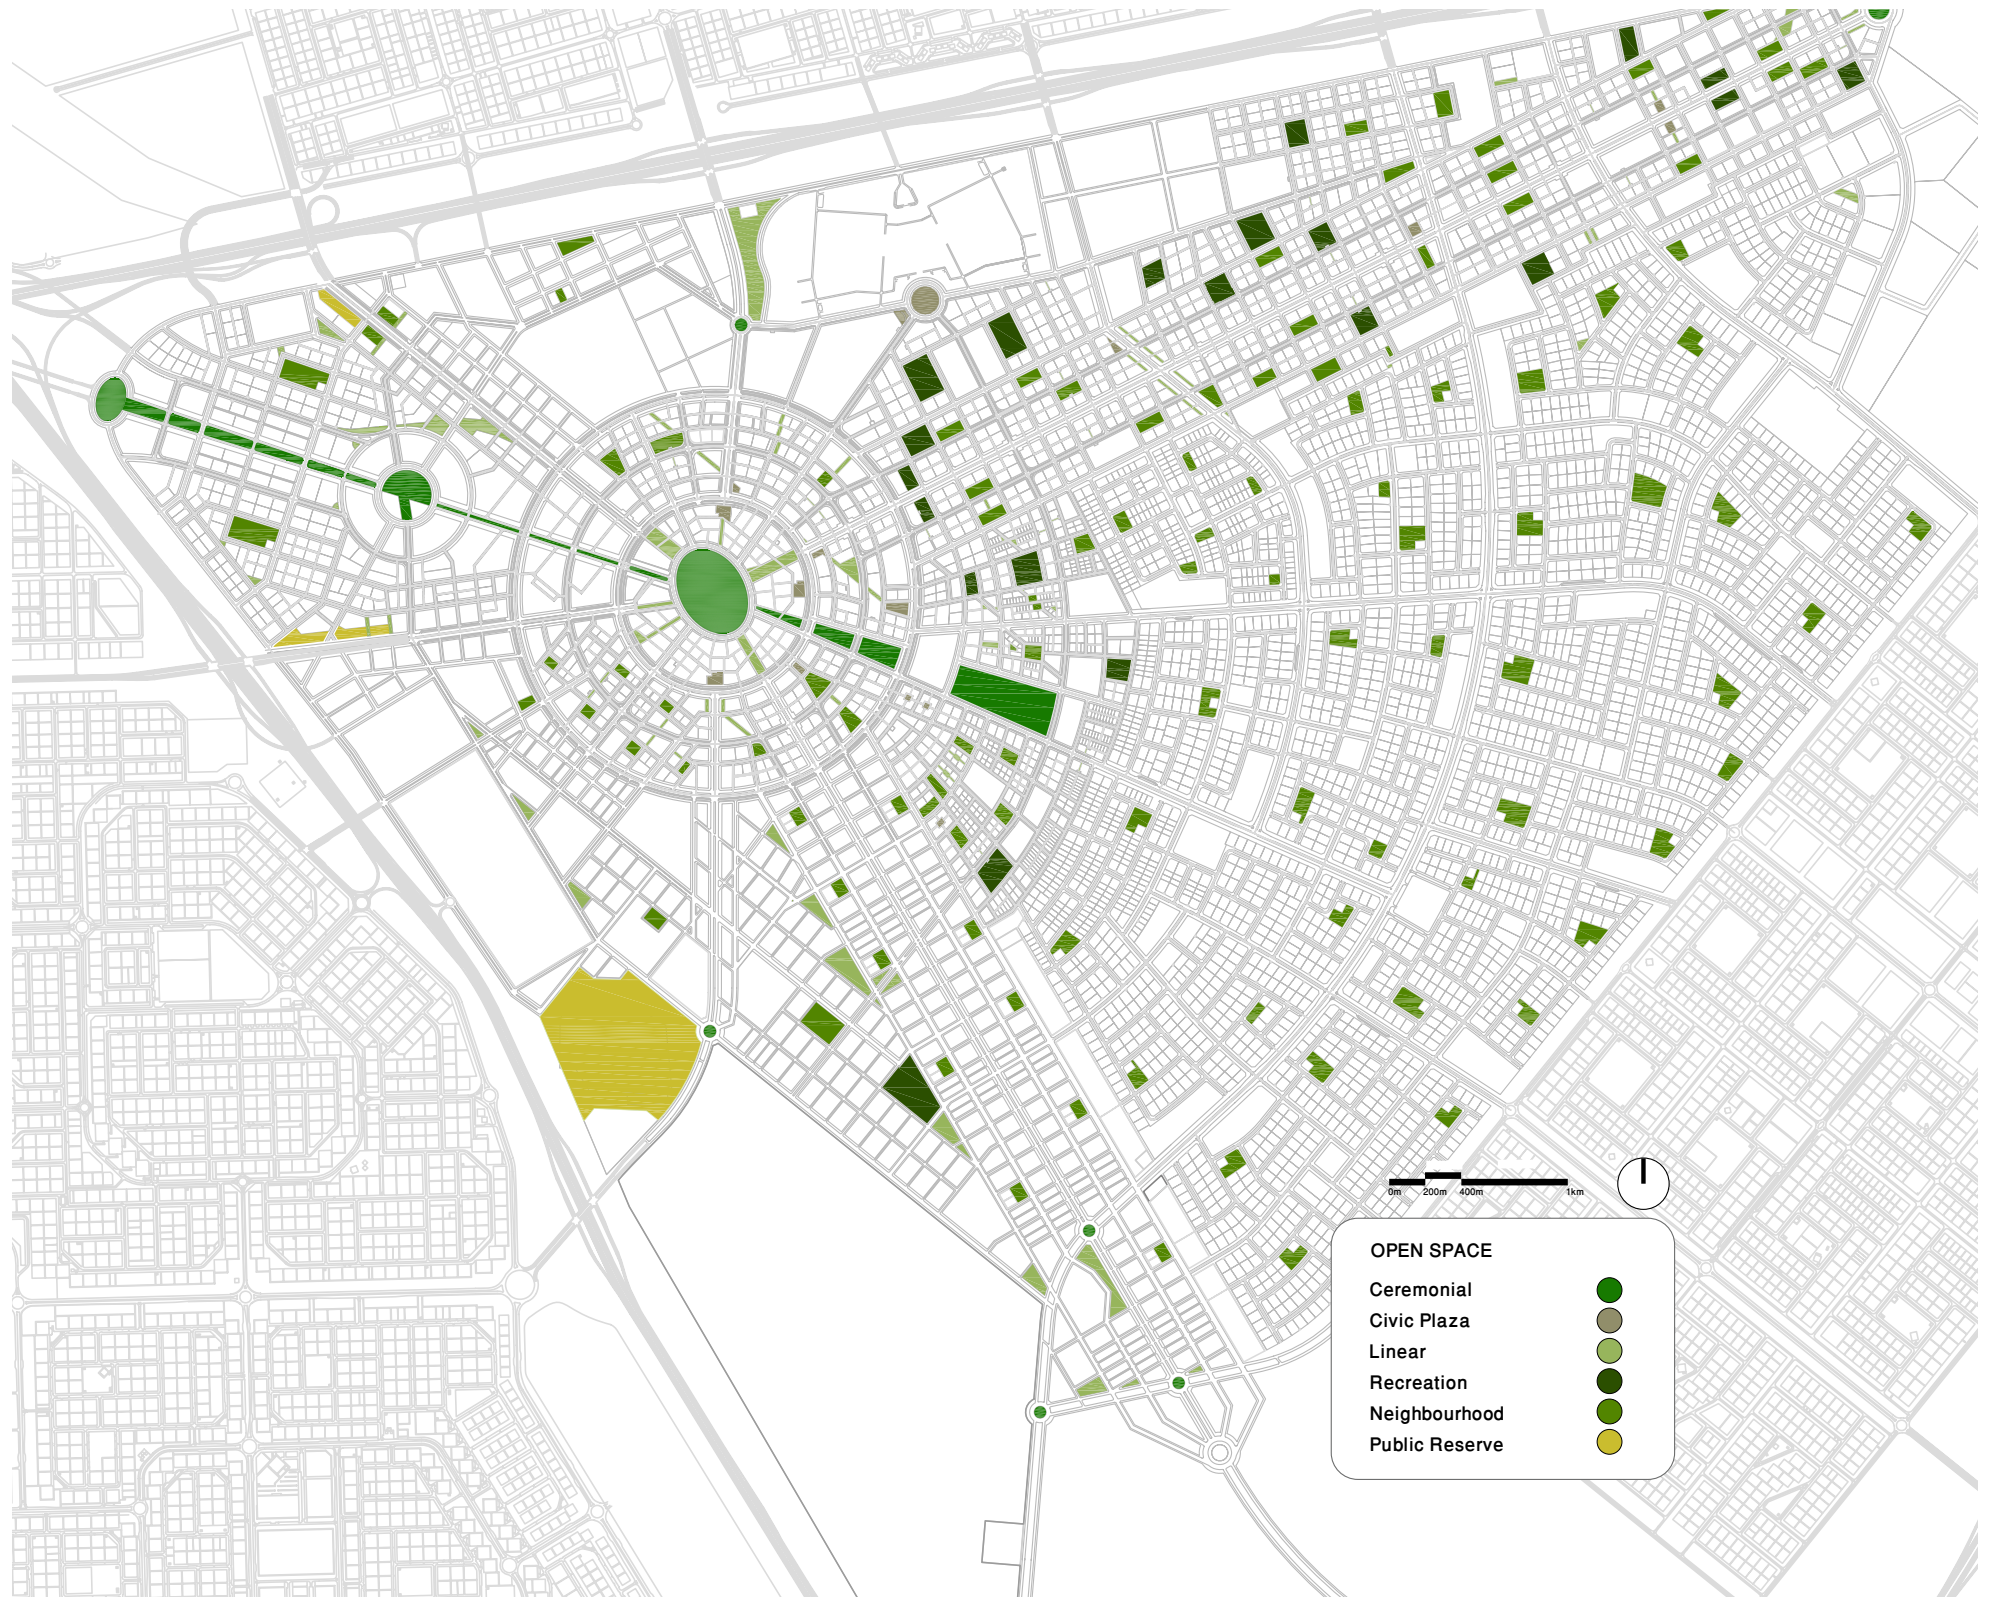 0m 200m 400m 1km
OPEN SPACE
Ceremonial
Civic Plaza
Linear
Recreation
Neighbourhood
Public Reserve